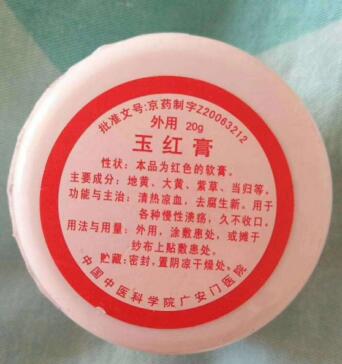 批准文号:京药制字Z20063212
外用 20g
玉红膏
性状：本品为红色的软膏。
主要成分：地黄、大黄、紫草、当归等。
功能与主治：清热凉血，去腐生新。用于
各种慢性溃疡，久不收口。
用法与用量：外用，涂敷患处，或摊于
纱布上贴敷患处。
贮藏：密封，置阴凉干燥处。
中国中医科学院广安门医院